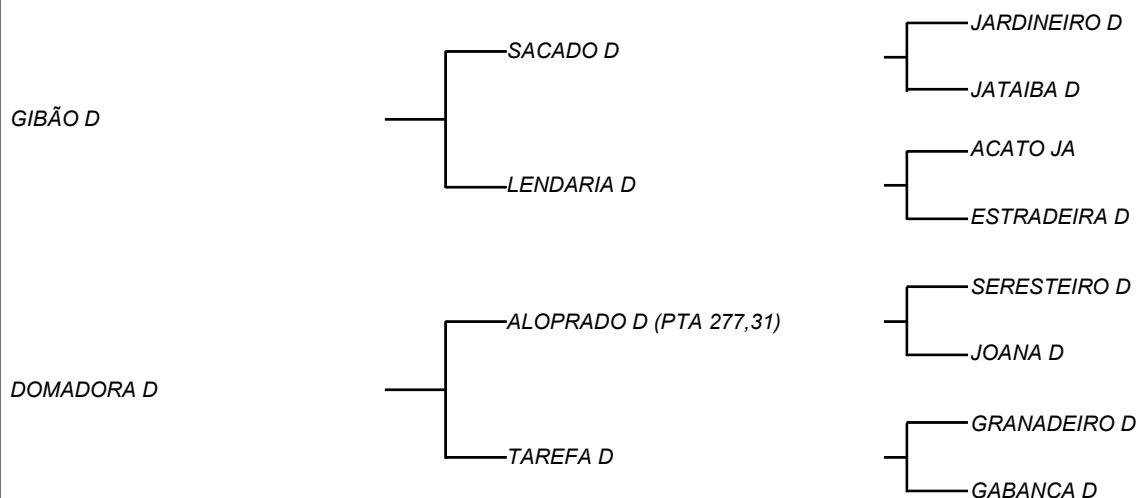 JARDINEIRO D
SACADO D
JATAIBA D
GIBÃO D
ACATO JA
LENDARIA D
ESTRADEIRA D
SERESTEIRO D
ALOPRADO D (PTA 277,31)
JOANA D
DOMADORA D
GRANADEIRO D
TAREFA D
GABANCA D